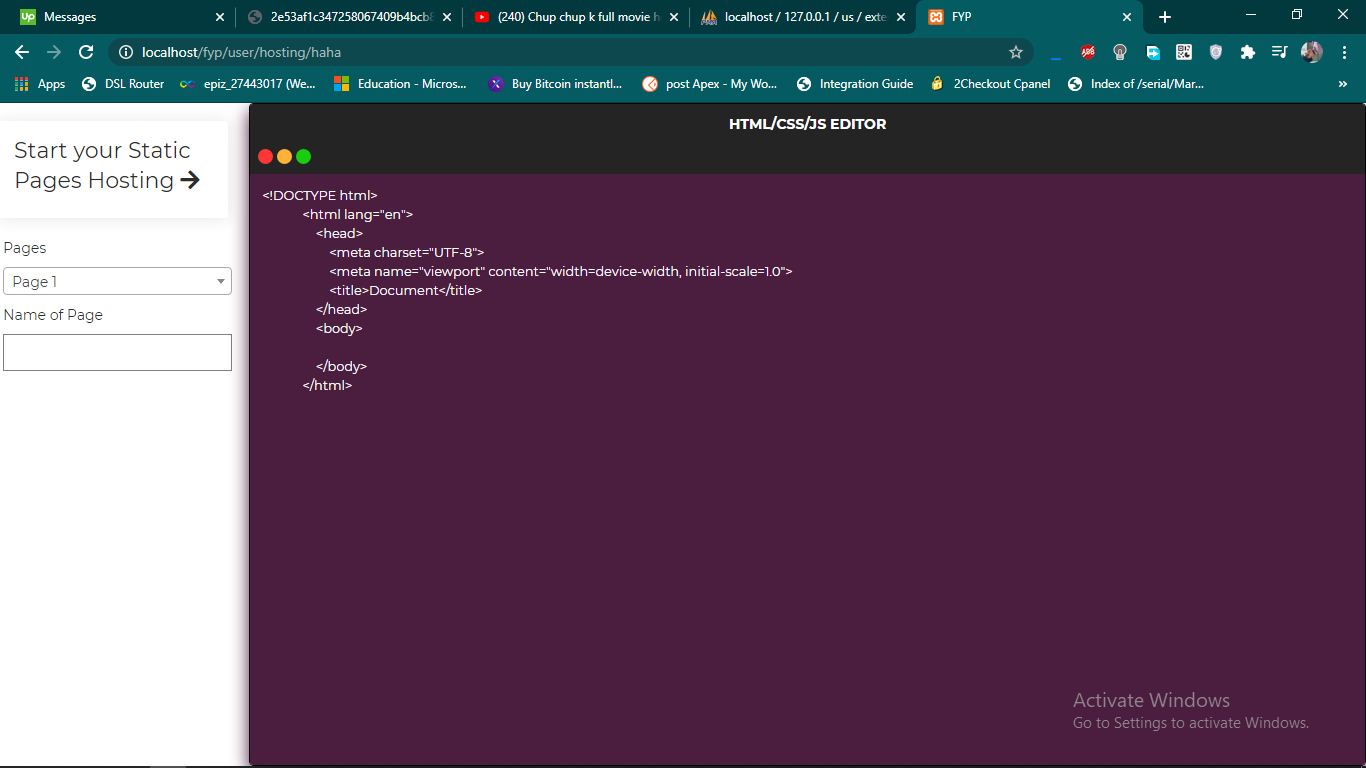 Up Messages
2e53af1c347258067409b4bcb8
(240) Chup chup k full movie h
localhost / 127.0.0.1 / us / exte
FYP
localhost/fyp/user/hosting/haha
Apps
DSL Router
epiz_27443017 (We...
Education - Micros...
Buy Bitcoin instantl...
post Apex - My Wo...
Integration Guide
2Checkout Cpanel
Index of /serial/Mar...
»
Start your Static
Pages Hosting
Pages
Page 1
Name of Page
HTML/CSS/JS EDITOR
<!DOCTYPE html>
<html lang="en">
<head>
<meta charset="UTF-8">
<meta name="viewport" content="width=device-width, initial-scale=1.0">
<title>Document</title>
</head>
<body>
</body>
</html>
Activate Windows
Go to Settings to activate Windows.